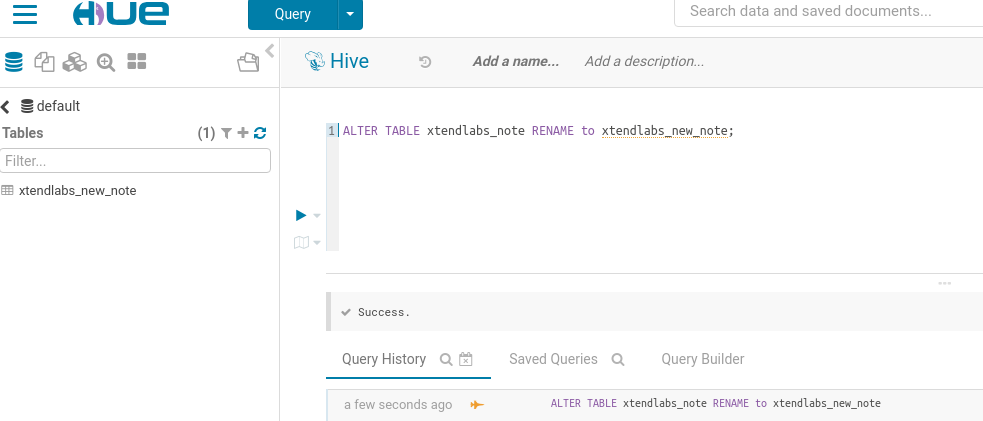 HUE
Query
Search data and saved documents...
Hive
Add a name...
Add a description...
default
Tables
(1)
Filter...
xtendlabs_new_note
1 ALTER TABLE xtendlabs_note RENAME to xtendlabs_new_note;
Success.
Query History
Saved Queries
Query Builder
a few seconds ago
ALTER TABLE xtendlabs_note RENAME to xtendlabs_new_note